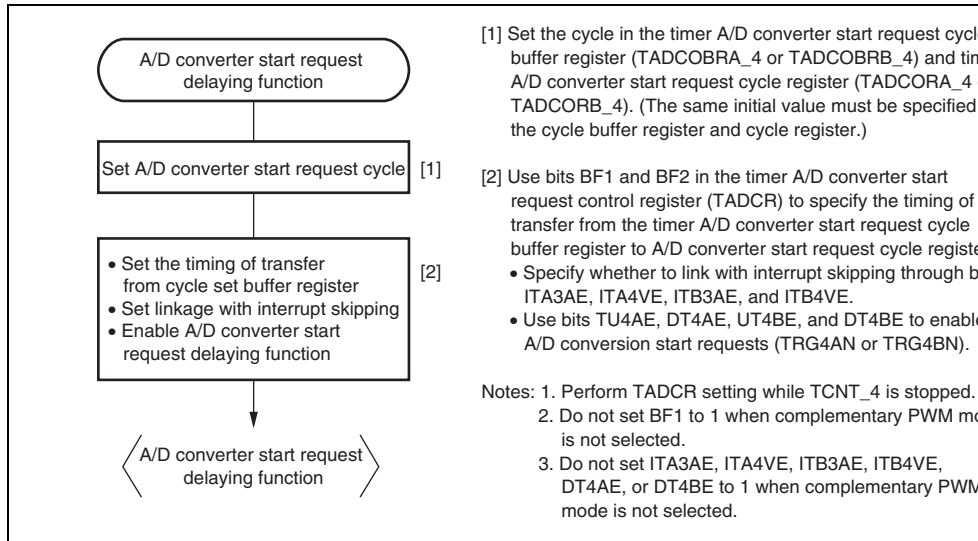 A/D converter start request
delaying function
Set A/D converter start request cycle
[1]
• Set the timing of transfer
from cycle set buffer register
• Set linkage with interrupt skipping
• Enable A/D converter start
request delaying function
[2]
A/D converter start request
delaying function
[1] Set the cycle in the timer A/D converter start request
buffer register (TADCOBRA_4 or TADCOBRB_4) and
A/D converter start request cycle register (TADCORA_4
TADCORB_4). (The same initial value must be specified
the cycle buffer register and cycle register.)
[2] Use bits BF1 and BF2 in the timer A/D converter start
request control register (TADCR) to specify the timing of
transfer from the timer A/D converter start request cycle
buffer register to A/D converter start request cycle
• Specify whether to link with interrupt skipping through
ITA3AE, ITA4VE, ITB3AE, and ITB4VE.
• Use bits TU4AE, DT4AE, UT4BE, and DT4BE to
A/D conversion start requests (TRG4AN or TRG4BN).
Notes: 1. Perform TADCR setting while TCNT_4 is stopped.
2. Do not set BF1 to 1 when complementary PWM
is not selected.
3. Do not set ITA3AE, ITA4VE, ITB3AE, ITB4VE,
DT4AE, or DT4BE to 1 when complementary PWM
mode is not selected.